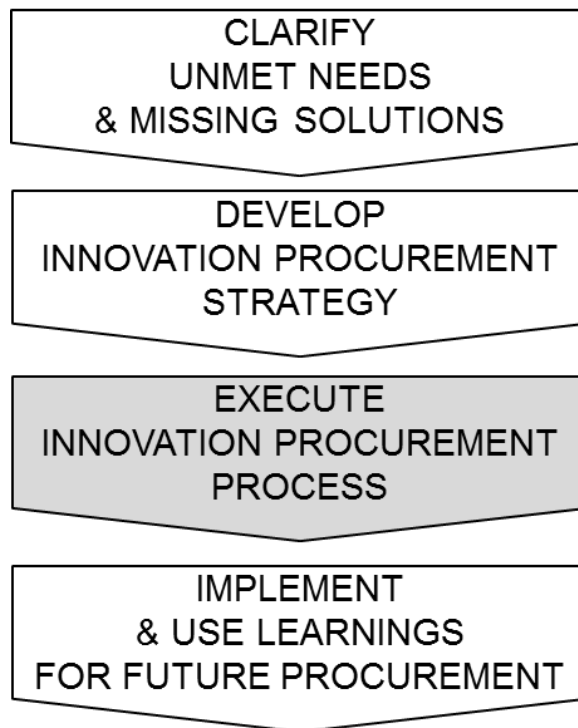 CLARIFY
UNMET NEEDS
& MISSING SOLUTIONS
DEVELOP
INNOVATION PROCUREMENT
STRATEGY
EXECUTE
INNOVATION PROCUREMENT
PROCESS
IMPLEMENT
& USE LEARNINGS
FOR FUTURE PROCUREMENT